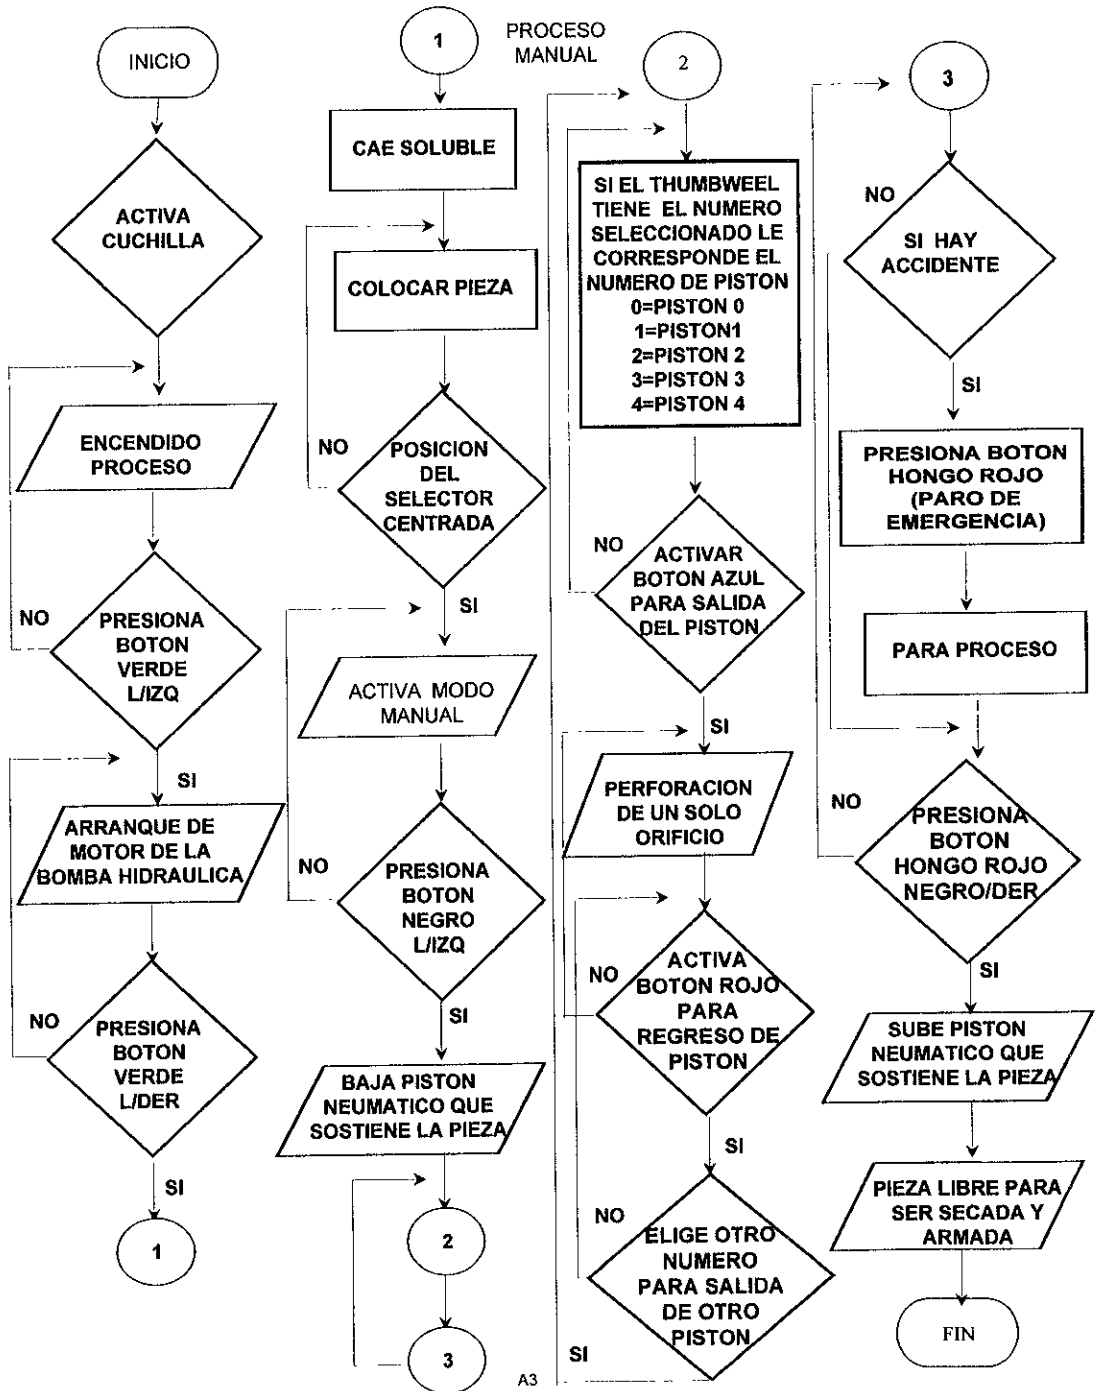 INICIO
ACTIVA
CUCHILLA
ENCENDIDO
PROCESO
NO
PRESIONA
BOTON
VERDE
L/IZQ
SI
ARRANQUE DE
MOTOR DE LA
BOMBA HIDRAULICA
NO
PRESIONA
BOTON
VERDE
L/DER
SI
1
1
PROCESO
MANUAL
CAE SOLUBLE
COLOCAR PIEZA
NO
POSICION
DEL
SELECTOR
CENTRADA
SI
ACTIVA MODO
MANUAL
NO
PRESIONA
BOTON
NEGRO
L/IZQ
SI
BAJA PISTON
NEUMATICO QUE
SOSTIENE LA PIEZA
2
3
2
SI EL THUMBWEEL
TIENE EL NUMERO
SELECCIONADO LE
CORRESPONDE EL
NUMERO DE PISTON
0=PISTON 0
1=PISTON1
2=PISTON 2
3=PISTON 3
4=PISTON 4
NO
ACTIVAR
BOTON AZUL
PARA SALIDA
DEL PISTON
SI
PERFORACION
DE UN SOLO
ORIFICIO
NO
ACTIVA
BOTON ROJO
PARA
REGRESO DE
PISTON
SI
NO
ELIGE OTRO
NUMERO
PARA SALIDA
DE OTRO
PISTON
SI
3
NO
SI HAY
ACCIDENTE
SI
PRESIONA BOTON
HONGO ROJO
(PARO DE
EMERGENCIA)
PARA PROCESO
NO
PRESIONA
BOTON
HONGO ROJO
NEGRO/DER
SI
SUBE PISTON
NEUMATICO QUE
SOSTIENE LA PIEZA
PIEZA LIBRE PARA
SER SECADA Y
ARMADA
FIN
A3